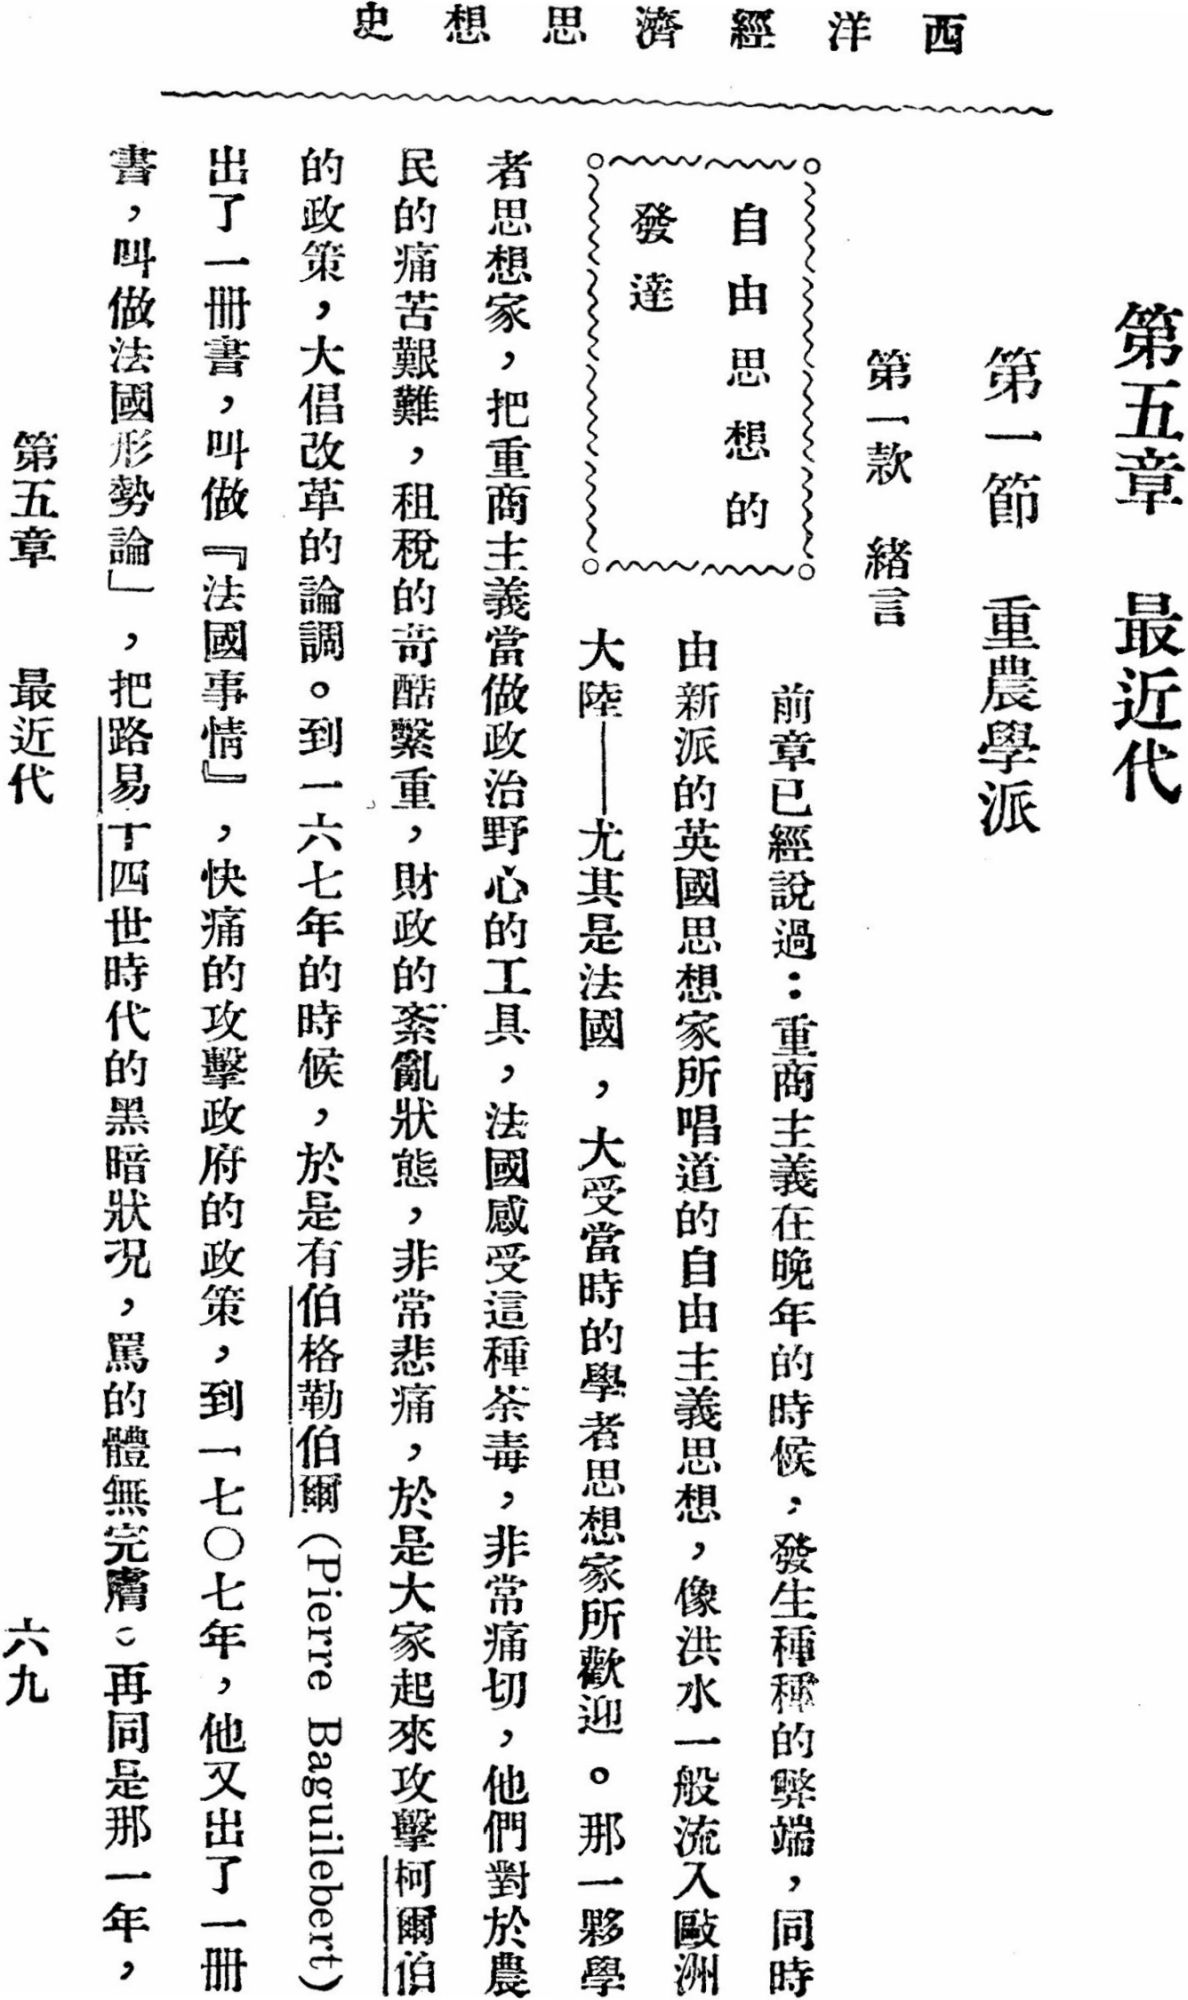 西洋經濟思想史
第五章　最近代
第一節　重農學派
第一款　緒言
自由思想的
發達
前章已經說過：重商主義在晚年的時候，發生種種的弊端，同時
由新派的英國思想家所唱道的自由主義思想，像洪水一般流入歐洲
大陸——尤其是法國，大受當時的學者思想家所歡迎。那一夥學
者思想家，把重商主義當做政治野心的工具，法國感受這種荼毒，非常痛切，他們對於農
民的痛苦艱難，租稅的苛酷繁重，財政的紊亂狀態，非常悲痛，於是大家起來攻擊柯爾伯
的政策，大倡改革的論調。到一六七年的時候，於是有伯格勒伯爾(Pierre Baguilebert)
出了一冊書，叫做『法國事情』，快痛的攻擊政府的政策，到一七〇七年，他又出了一冊
書，叫做法國形勢論」，把路易十四世時代的黑暗狀况，罵的體無完膚。再同是那一年，
第五章　最近代　六九